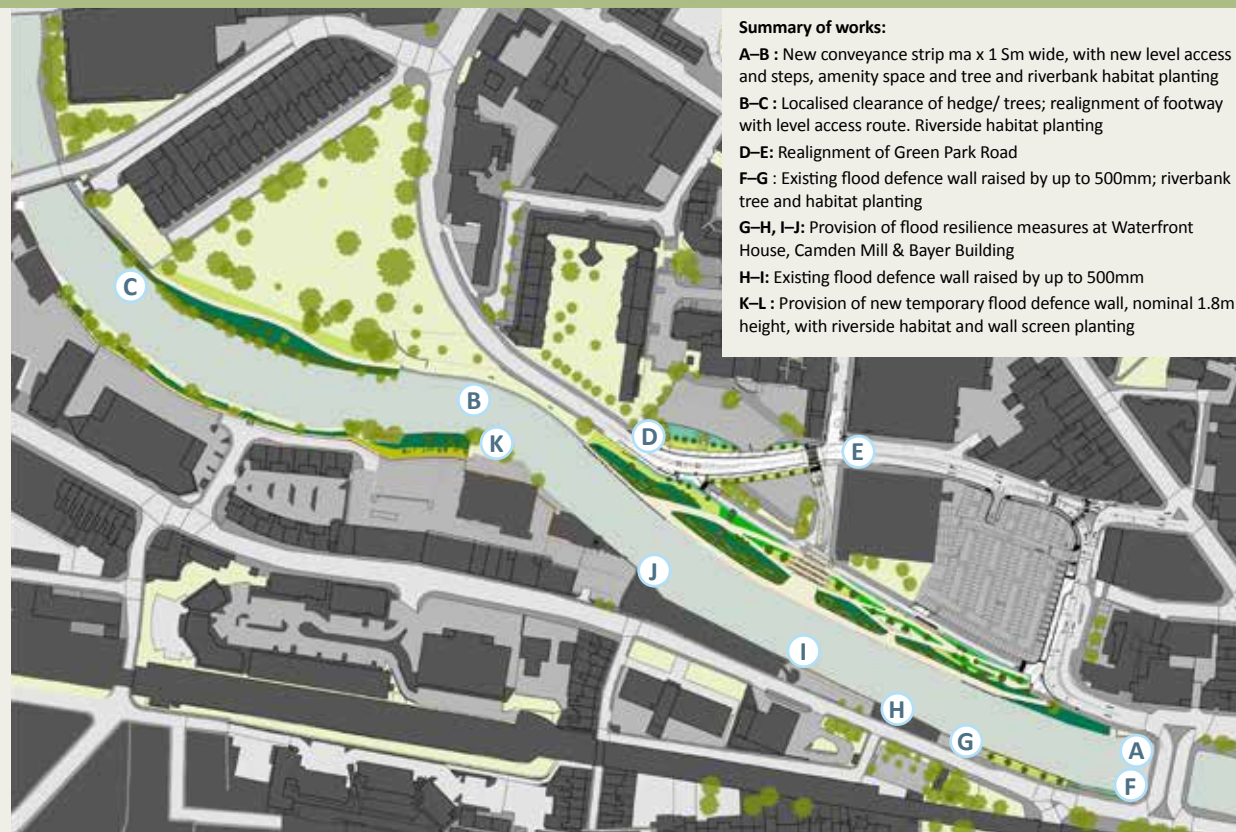 Summary of works:
A–B : New conveyance strip ma x 1 Sm wide, with new level access
and steps, amenity space and tree and riverbank habitat planting
B–C : Localised clearance of hedge/ trees; realignment of footway
with level access route. Riverside habitat planting
D–E: Realignment of Green Park Road
F–G : Existing flood defence wall raised by up to 500mm; riverbank
tree and habitat planting
G–H, I–J: Provision of flood resilience measures at Waterfront
House, Camden Mill & Bayer Building
H–I: Existing flood defence wall raised by up to 500mm
K–L : Provision of new temporary flood defence wall, nominal 1.8m
height, with riverside habitat and wall screen planting
C
B
K
D
E
J
I
H
G
A
F